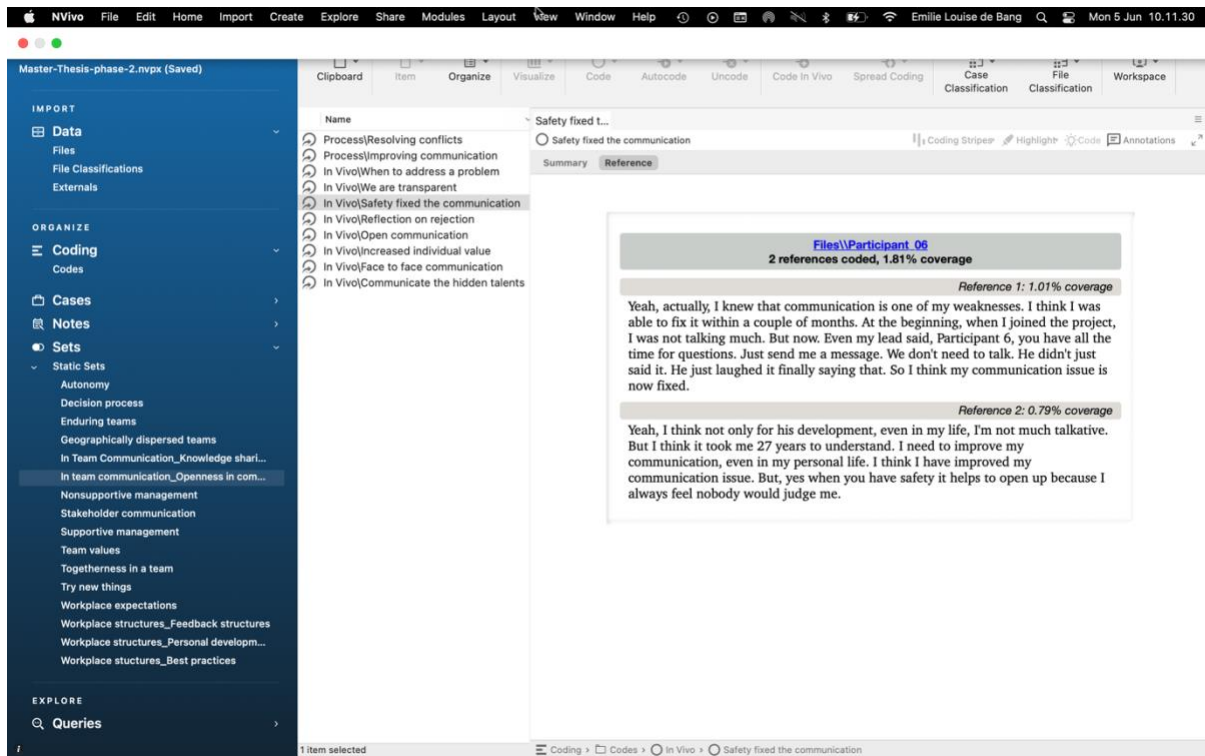 NVivo File Edit Home Import Create Explore Share Modules Layout View Window Help Emilie Louise de Bang Mon 5 Jun 10.11.30
Master-Thesis-phase-2.nvpx (Saved)
IMPORT
Data
Files
File Classifications
Externals
ORGANIZE
Coding
Codes
Cases
Notes
Sets
Static Sets
Autonomy
Decision process
Enduring teams
Geographically dispersed teams
In Team Communication_Knowledge shari...
In team communication_Openness in com...
Nonsupportive management
Stakeholder communication
Supportive management
Team values
Togetherness in a team
Try new things
Workplace expectations
Workplace structures_Feedback structures
Workplace structures_Personal developm...
Workplace stuctures_Best practices
EXPLORE
Queries
Clipboard Item Organize Visualize Code Autocode Uncode Code In Vivo Spread Coding Case Classification File Classification Workspace
Name
Process\Resolving conflicts
Process\Improving communication
In Vivo\When to address a problem
In Vivo\We are transparent
In Vivo\Safety fixed the communication
In Vivo\Reflection on rejection
In Vivo\Open communication
In Vivo\Increased individual value
In Vivo\Face to face communication
In Vivo\Communicate the hidden talents
1 item selected
Safety fixed t...
Safety fixed the communication
Coding Stripes Highlight Code Annotations
Summary Reference
Files\\Participant_06
2 references coded, 1.81% coverage
Reference 1: 1.01% coverage
Yeah, actually, I knew that communication is one of my weaknesses. I think I was
able to fix it within a couple of months. At the beginning, when I joined the project,
I was not talking much. But now. Even my lead said, Participant 6, you have all the
time for questions. Just send me a message. We don't need to talk. He didn't just
said it. He just laughed it finally saying that. So I think my communication issue is
now fixed.
Reference 2: 0.79% coverage
Yeah, I think not only for his development, even in my life, I'm not much talkative.
But I think it took me 27 years to understand. I need to improve my
communication, even in my personal life. I think I have improved my
communication issue. But, yes when you have safety it helps to open up because I
always feel nobody would judge me.
Coding > Codes > In Vivo > Safety fixed the communication